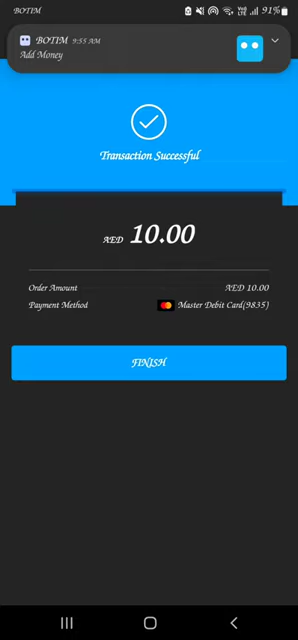 BOTIM 91%
BOTIM 9:55 AM
Add Money
Transaction Successful
AED 10.00
Order Amount AED 10.00
Payment Method Master Debit Card(9835)
FINISH